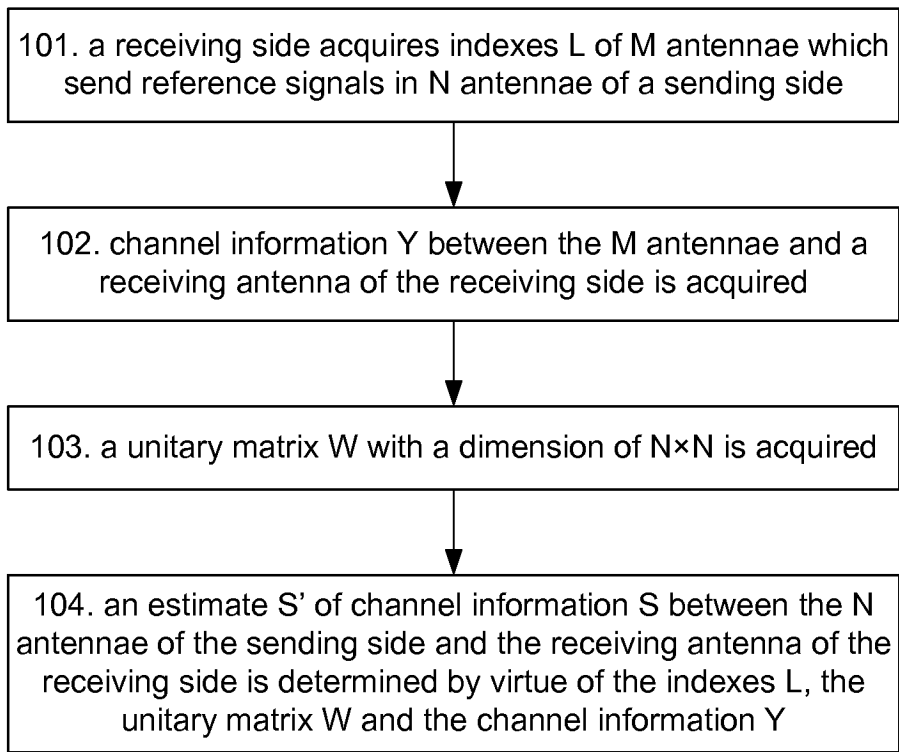 101. a receiving side acquires indexes L of M antennae which
send reference signals in N antennae of a sending side
102. channel information Y between the M antennae and a
receiving antenna of the receiving side is acquired
103. a unitary matrix W with a dimension of N×N is acquired
104. an estimate S’ of channel information S between the N
antennae of the sending side and the receiving antenna of the
receiving side is determined by virtue of the indexes L, the
unitary matrix W and the channel information Y